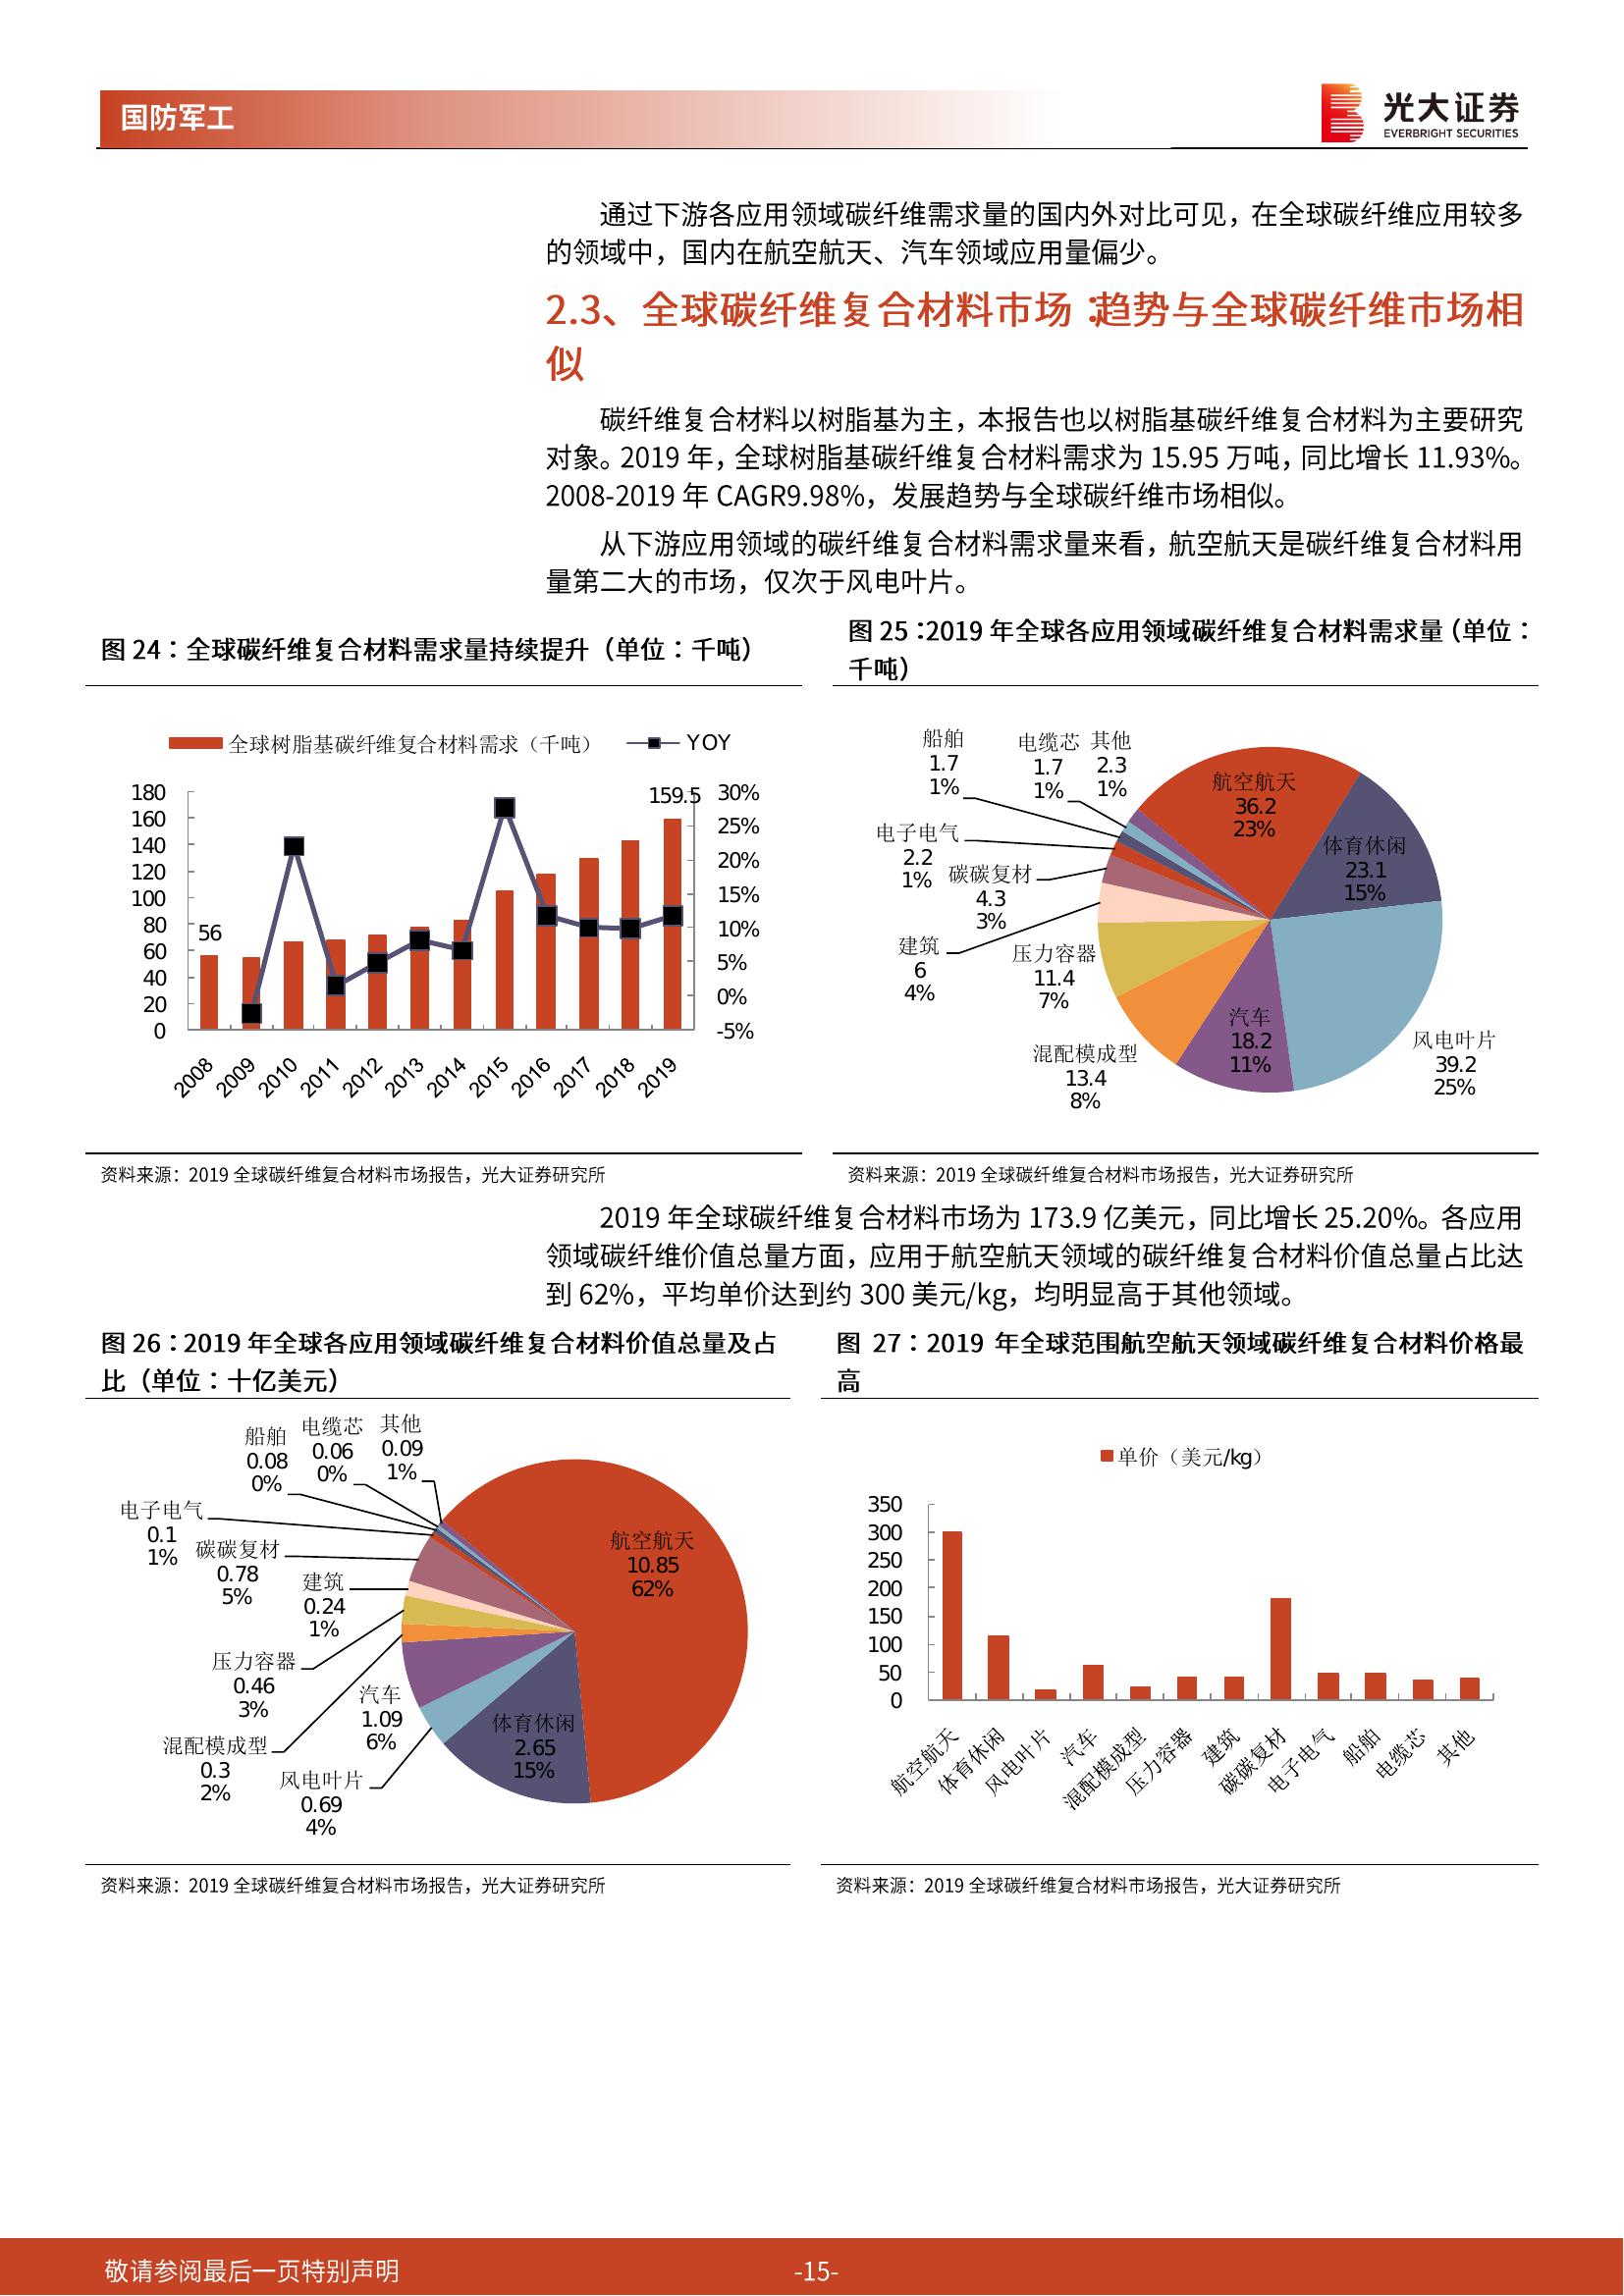 国防军工
光大证券
EVERBRIGHT SECURITIES
通过下游各应用领域碳纤维需求量的国内外对比可见，在全球碳纤维应用较多
的领域中，国内在航空航天、汽车领域应用量偏少。
2.3、全球碳纤维复合材料市场：趋势与全球碳纤维市场相
似
碳纤维复合材料以树脂基为主，本报告也以树脂基碳纤维复合材料为主要研究
对象。2019 年，全球树脂基碳纤维复合材料需求为 15.95 万吨，同比增长 11.93%。
2008-2019 年 CAGR9.98%，发展趋势与全球碳纤维市场相似。
从下游应用领域的碳纤维复合材料需求量来看，航空航天是碳纤维复合材料用
量第二大的市场，仅次于风电叶片。
图 24：全球碳纤维复合材料需求量持续提升（单位：千吨）
全球树脂基碳纤维复合材料需求（千吨） YOY
180
160
140
120
100
80
60
40
20
0
56
159.5
30%
25%
20%
15%
10%
5%
0%
-5%
2008 2009 2010 2011 2012 2013 2014 2015 2016 2017 2018 2019
资料来源：2019 全球碳纤维复合材料市场报告，光大证券研究所
图 25：2019 年全球各应用领域碳纤维复合材料需求量（单位：
千吨）
船舶
1.7
1%
电缆芯
1.7
1%
其他
2.3
1%
航空航天
36.2
23%
体育休闲
23.1
15%
电子电气
2.2
1%
碳碳复材
4.3
3%
建筑
6
4%
压力容器
11.4
7%
混配模成型
13.4
8%
汽车
18.2
11%
风电叶片
39.2
25%
资料来源：2019 全球碳纤维复合材料市场报告，光大证券研究所
2019 年全球碳纤维复合材料市场为 173.9 亿美元，同比增长 25.20%。各应用
领域碳纤维价值总量方面，应用于航空航天领域的碳纤维复合材料价值总量占比达
到 62%，平均单价达到约 300 美元/kg，均明显高于其他领域。
图 26：2019 年全球各应用领域碳纤维复合材料价值总量及占
比（单位：十亿美元）
船舶
0.08
0%
电缆芯
0.06
0%
其他
0.09
1%
电子电气
0.1
1%
碳碳复材
0.78
5%
建筑
0.24
1%
压力容器
0.46
3%
混配模成型
0.3
2%
汽车
1.09
6%
风电叶片
0.69
4%
体育休闲
2.65
15%
航空航天
10.85
62%
资料来源：2019 全球碳纤维复合材料市场报告，光大证券研究所
图 27：2019 年全球范围航空航天领域碳纤维复合材料价格最
高
单价（美元/kg）
350
300
250
200
150
100
50
0
航空航天 体育休闲 风电叶片 汽车 混配模成型 压力容器 建筑 碳碳复材 电子电气 船舶 电缆芯 其他
资料来源：2019 全球碳纤维复合材料市场报告，光大证券研究所
敬请参阅最后一页特别声明
-15-